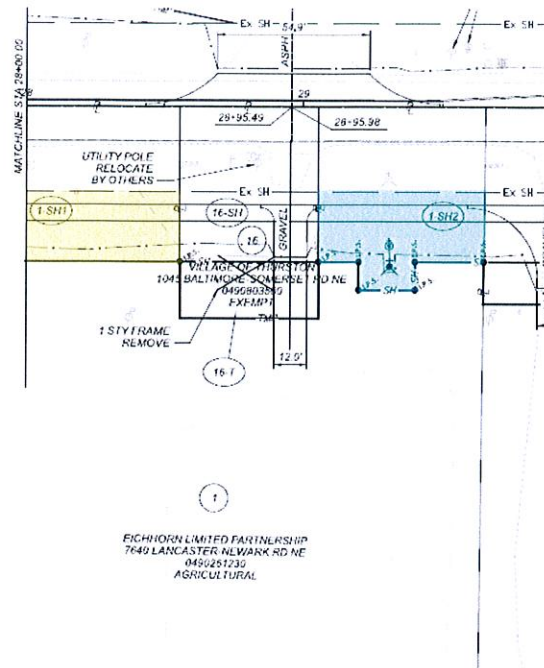 Ex SH
54.9'
ASPH
Ex SH
MATCHLINE STA 28+00.00
29
28+95.49
28+95.98
UTILITY POLE
RELOCATE
BY OTHERS
Ex SH
Ex SH
1-SH1
16-SH
1-SH2
16
GRAVEL
I.P.S.
SH
I.P.S.
I.P.S.
I.P.S.
VILLAGE OF THURSTON
1045 BALTIMORE-SOMERSET RD NE
EXEMPT
SH
SH
I.P.S.
1 STY FRAME
REMOVE
16-T
12.0'
1
EICHHORN LIMITED PARTNERSHIP
7640 LANCASTER-NEWARK RD NE
0490251230
AGRICULTURAL